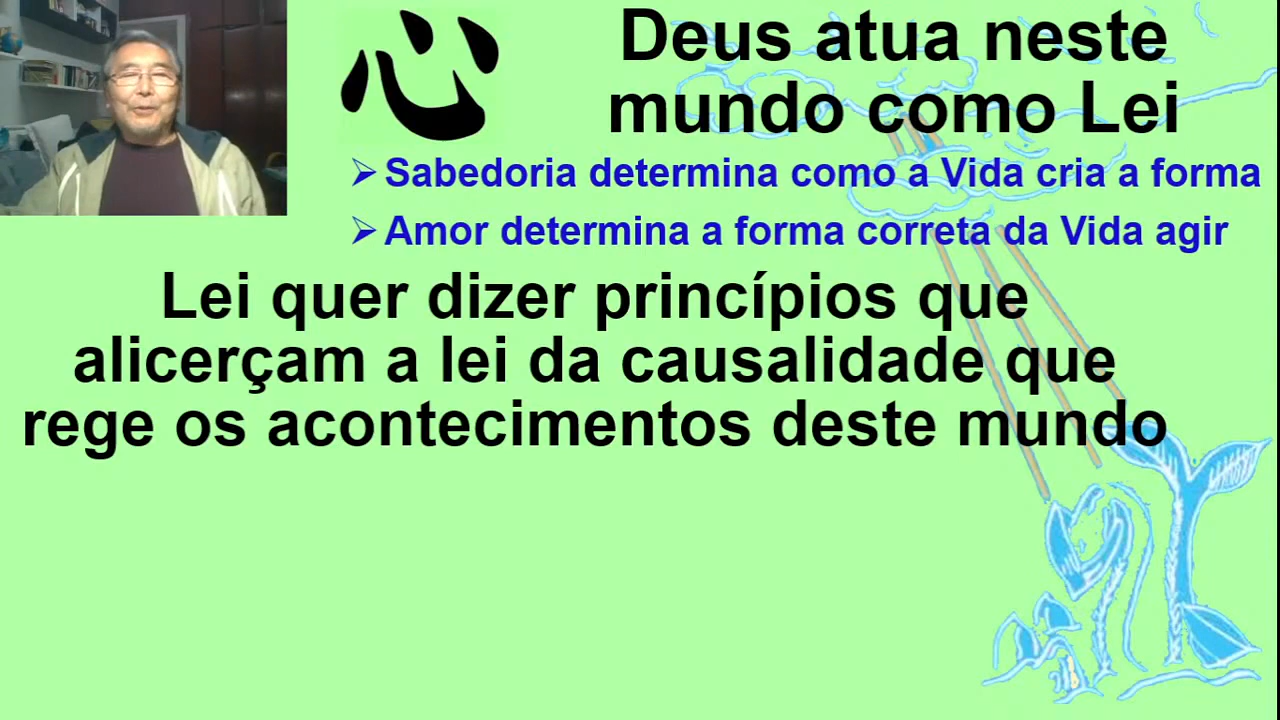 心
Deus atua neste
mundo como Lei
➢ Sabedoria determina como a Vida cria a forma
➢ Amor determina a forma correta da Vida agir
Lei quer dizer princípios que
alicerçam a lei da causalidade que
rege os acontecimentos deste mundo